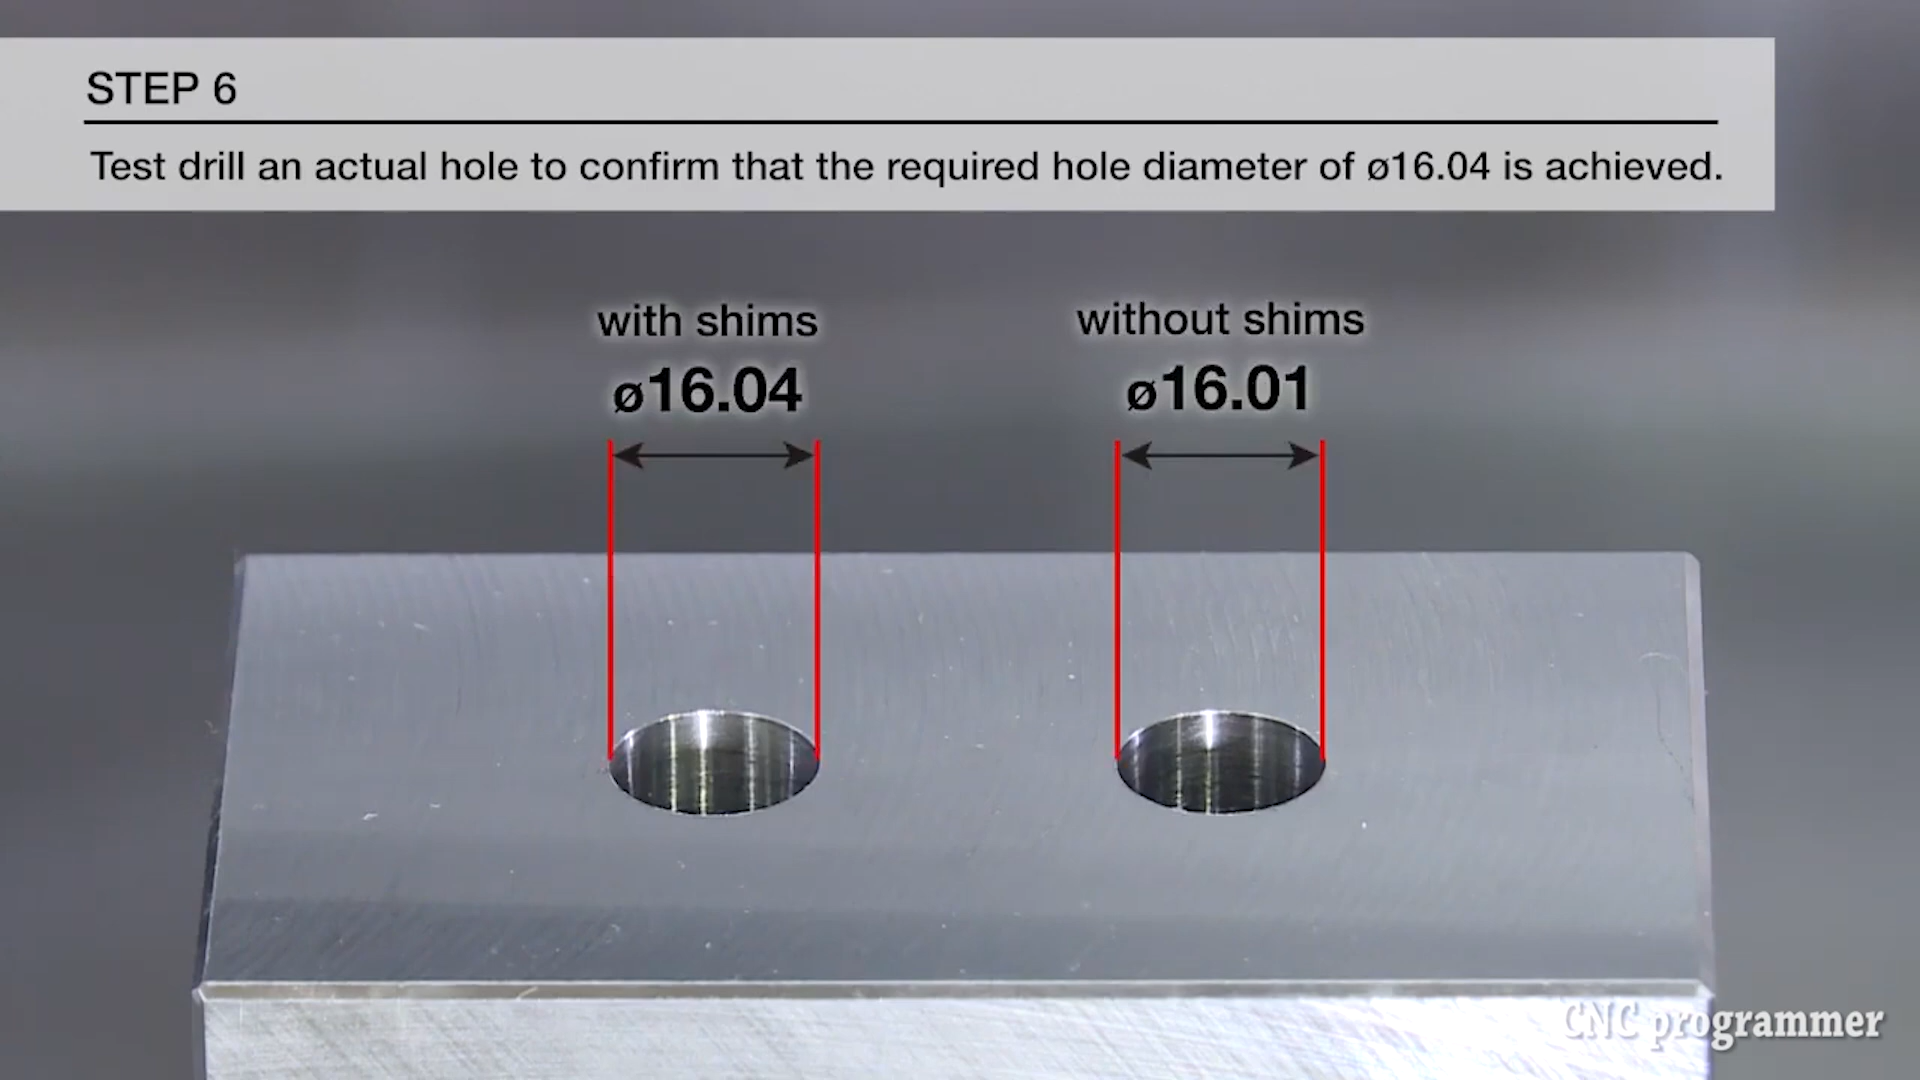 STEP 6
Test drill an actual hole to confirm that the required hole diameter of ø16.04 is achieved.
with shims
ø16.04
without shims
ø16.01
CNC programmer